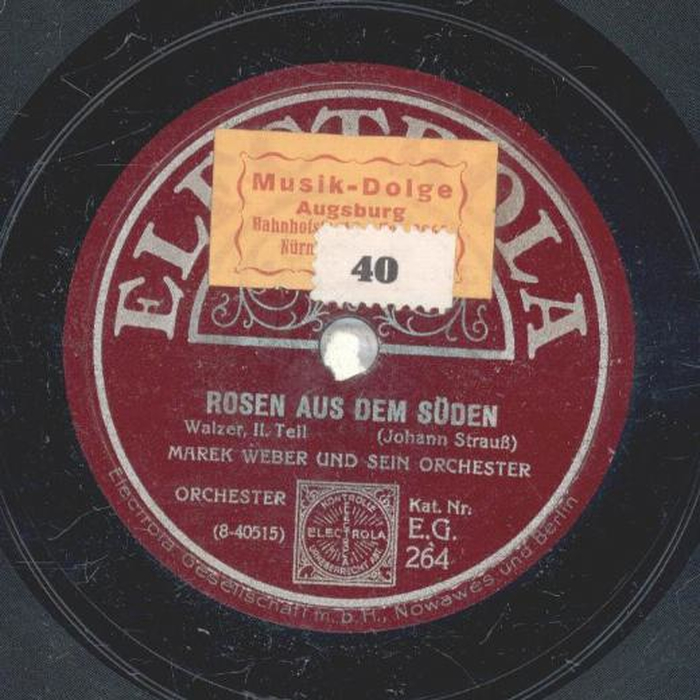 ELECTROLA
Musik-Dolge
Augsburg
40
ROSEN AUS DEM SÜDEN
Walzer, II. Teil (Johann Strauß)
MAREK WEBER UND SEIN ORCHESTER
ORCHESTER
(8-40515)
KONTROLLE
ELECTROLA
Kat. Nr:
E.G.
264
Electrola Gesellschaft m.b.H., Nowawes und Berlin